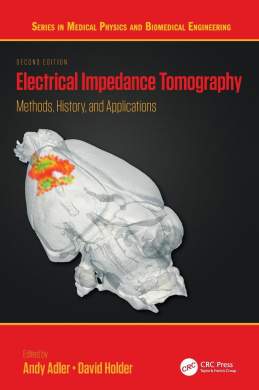 SERIES IN MEDICAL PHYSICS AND BIOMEDICAL ENGINEERING
SECOND EDITION
Electrical Impedance Tomography
Methods, History, and Applications
Edited by
Andy Adler • David Holder
CRC
CRC Press
Taylor & Francis Group